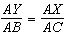 AY/AB = AX/AC